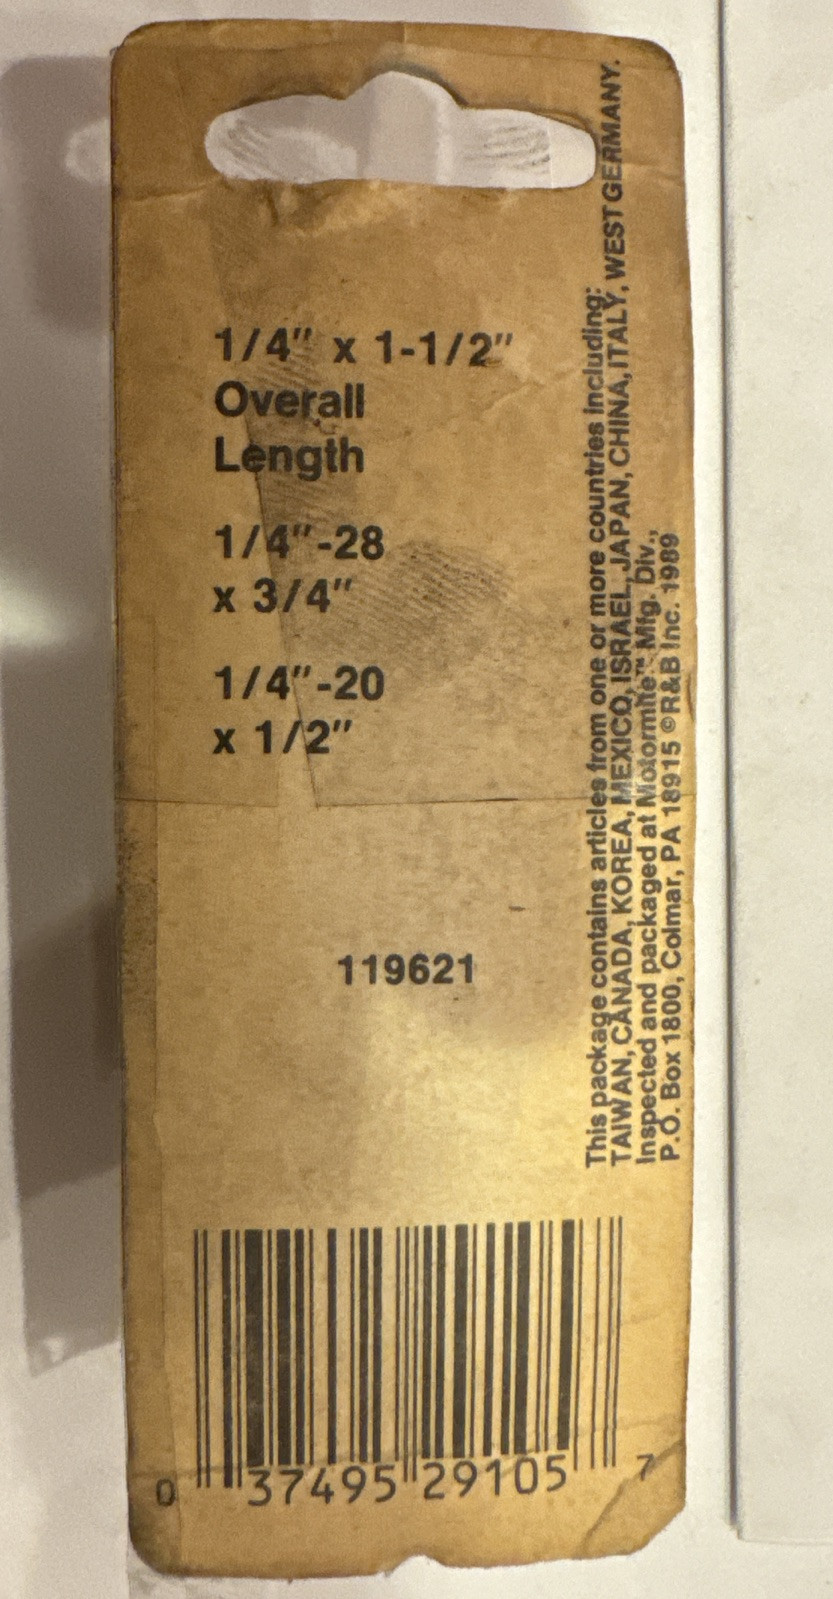 1/4" x 1-1/2"
Overall
Length
1/4"-28
x 3/4"
1/4"-20
x 1/2"
119621
This package contains articles from one or more countries including:
TAIWAN, CANADA, KOREA, MEXICO, ISRAEL, JAPAN, CHINA, ITALY, WEST GERMANY.
Inspected and packaged at Motormite™ Mfg. Div.,
P.O. Box 1800, Colmar, PA 18915 © R&B Inc. 1989
0 37495 29105 7